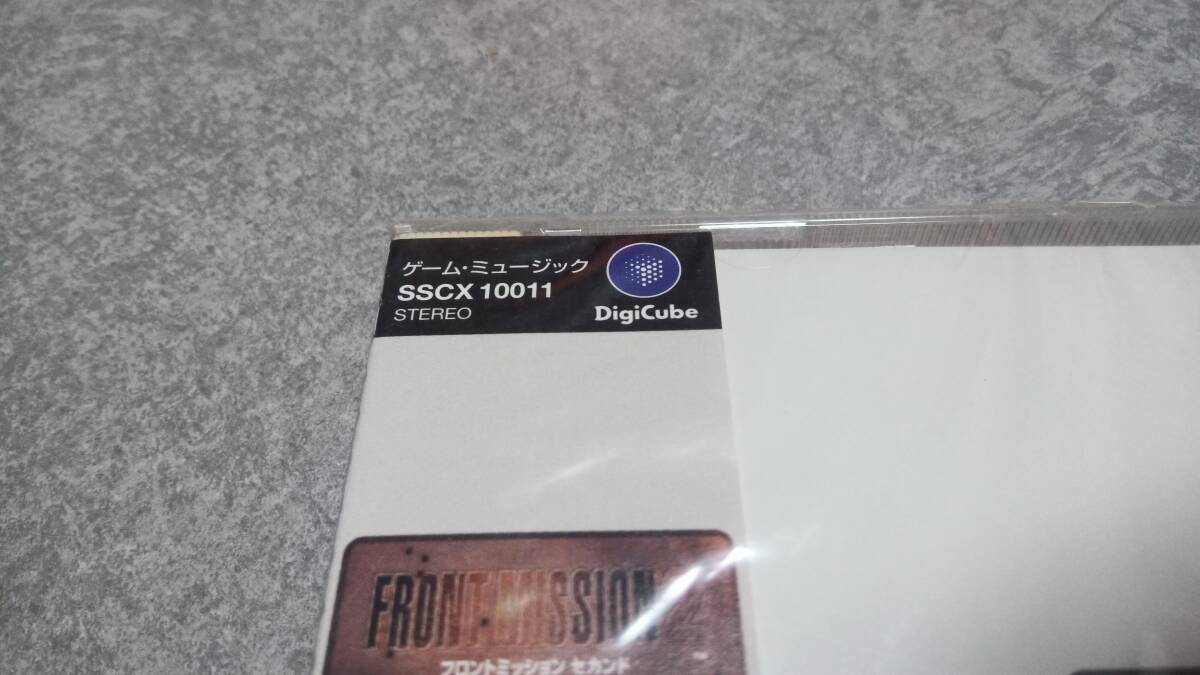 ゲーム・ミュージック
SSCX 10011
STEREO
DigiCube
FRONT MISSION 2
フロントミッション セカンド